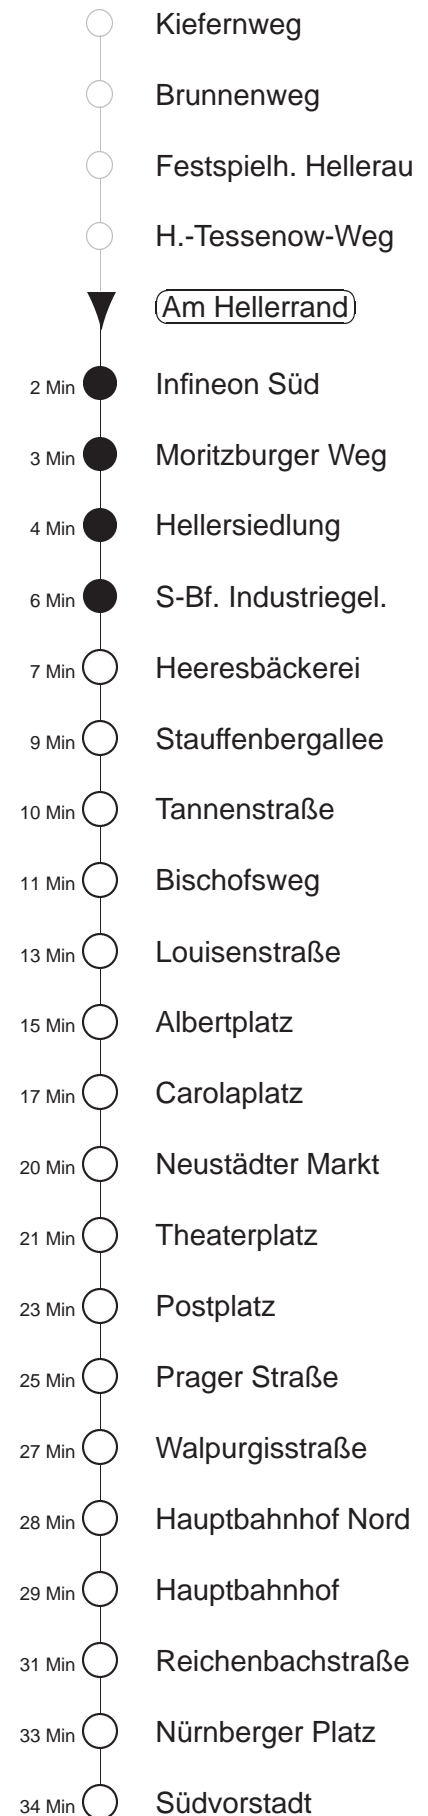 Kiefernweg
Brunnenweg
Festspielh. Hellerau
H.-Tessenow-Weg
Am Hellerrand
2 Min Infineon Süd
3 Min Moritzburger Weg
4 Min Hellersiedlung
6 Min S-Bf. Industriegel.
7 Min Heeresbäckerei
9 Min Stauffenbergallee
10 Min Tannenstraße
11 Min Bischofsweg
13 Min Louisenstraße
15 Min Albertplatz
17 Min Carolaplatz
20 Min Neustädter Markt
21 Min Theaterplatz
23 Min Postplatz
25 Min Prager Straße
27 Min Walpurgisstraße
28 Min Hauptbahnhof Nord
29 Min Hauptbahnhof
31 Min Reichenbachstraße
33 Min Nürnberger Platz
34 Min Südvorstadt